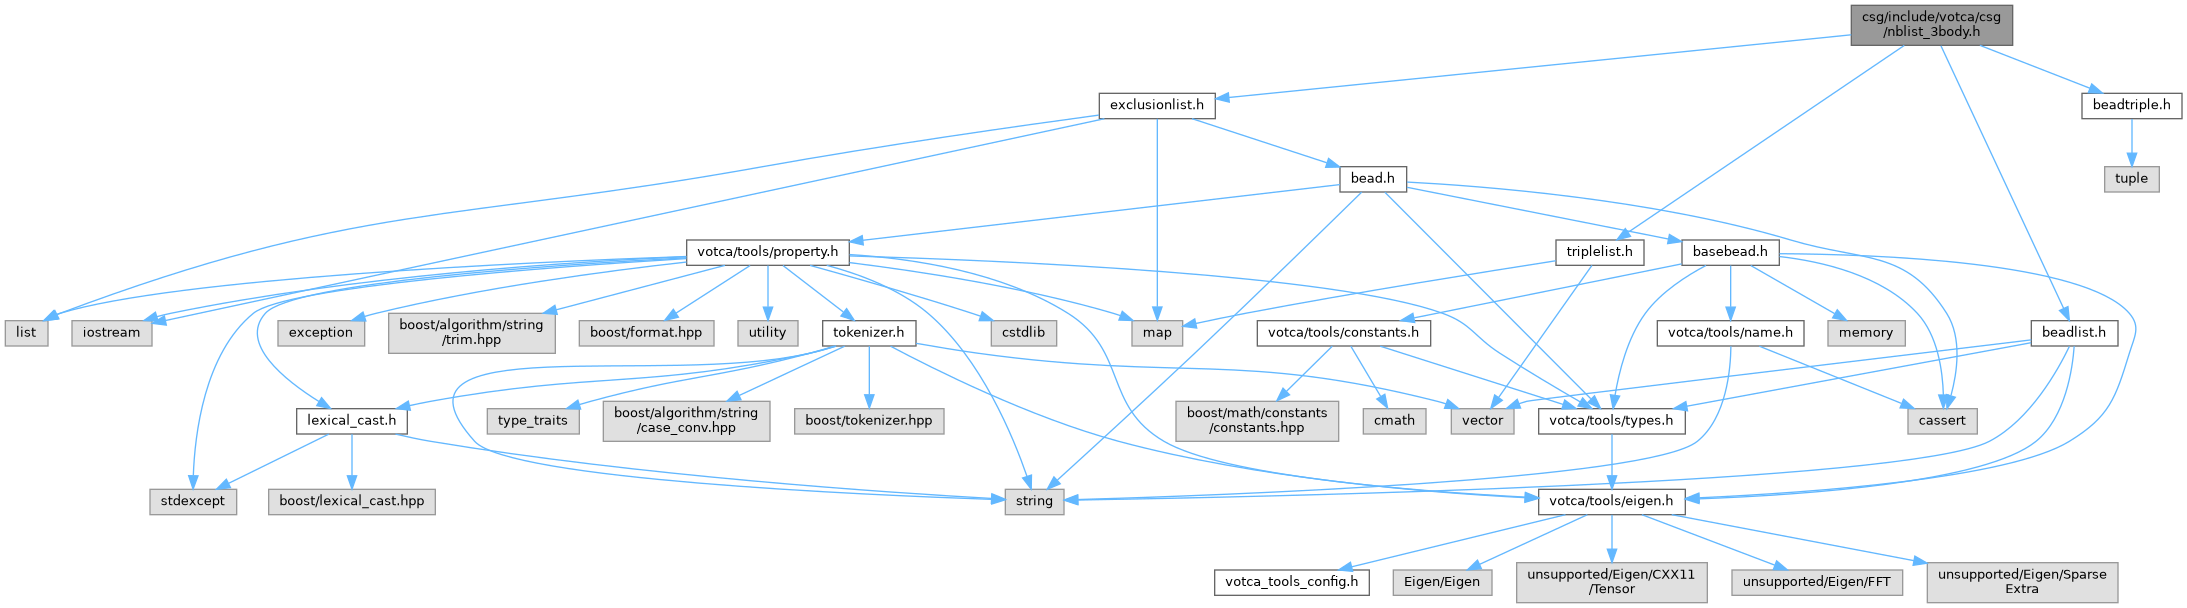 csg/include/votca/csg
/nblist_3body.h
exclusionlist.h
beadtriple.h
bead.h
tuple
votca/tools/property.h
triplelist.h
basebead.h
list
iostream
exception
boost/algorithm/string
/trim.hpp
boost/format.hpp
utility
tokenizer.h
cstdlib
map
votca/tools/constants.h
votca/tools/name.h
memory
beadlist.h
lexical_cast.h
type_traits
boost/algorithm/string
/case_conv.hpp
boost/tokenizer.hpp
boost/math/constants
/constants.hpp
cmath
vector
votca/tools/types.h
cassert
stdexcept
boost/lexical_cast.hpp
string
votca/tools/eigen.h
votca_tools_config.h
Eigen/Eigen
unsupported/Eigen/CXX11
/Tensor
unsupported/Eigen/FFT
unsupported/Eigen/Sparse
Extra